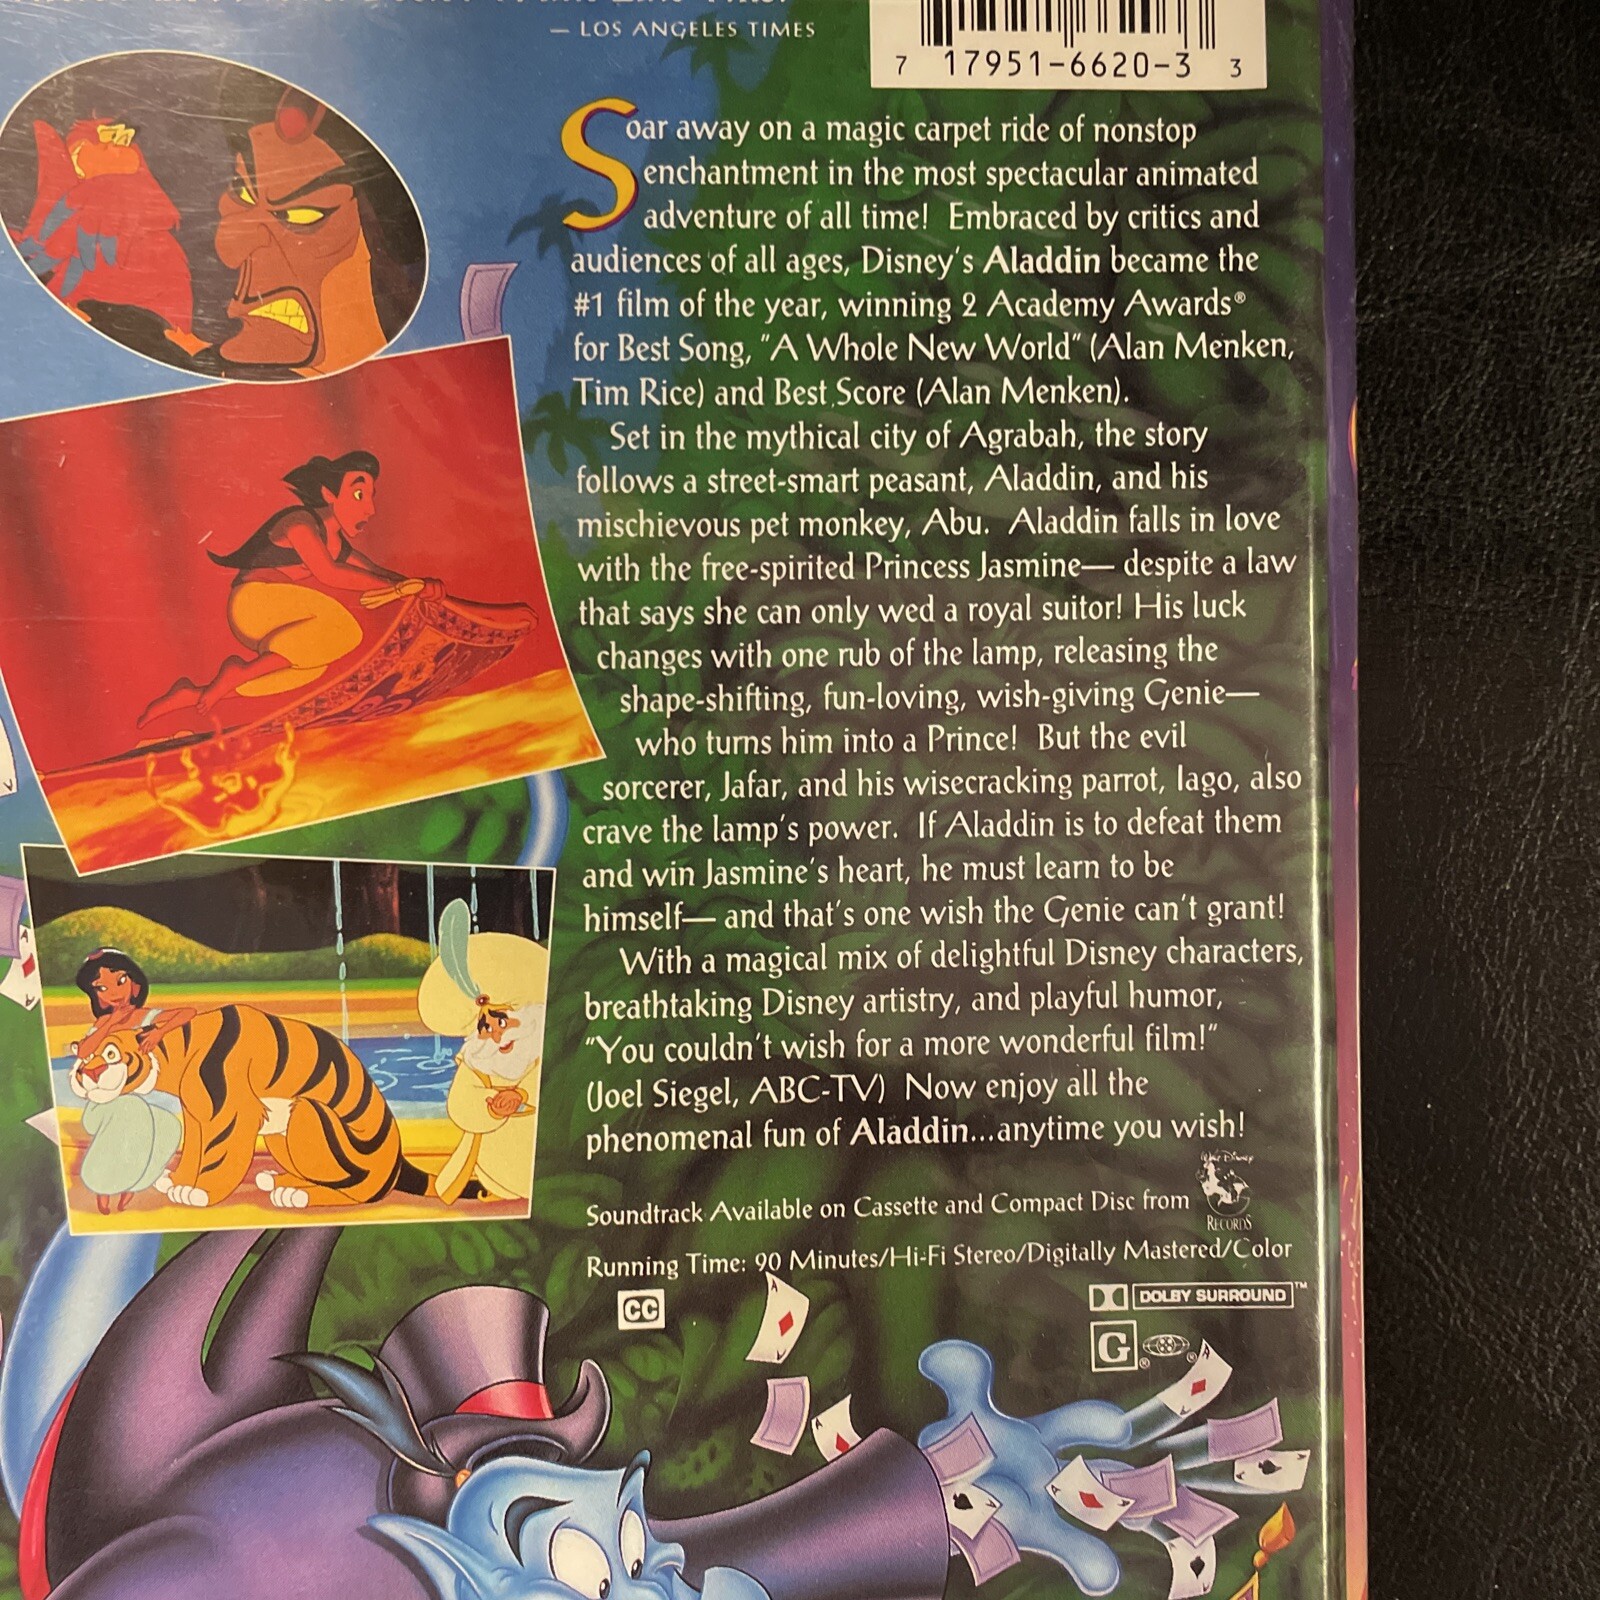 — LOS ANGELES TIMES
7 17951-6620-3 3
Soar away on a magic carpet ride of nonstop
enchantment in the most spectacular animated
adventure of all time! Embraced by critics and
audiences of all ages, Disney's Aladdin became the
#1 film of the year, winning 2 Academy Awards®
for Best Song, "A Whole New World" (Alan Menken,
Tim Rice) and Best Score (Alan Menken).
Set in the mythical city of Agrabah, the story
follows a street-smart peasant, Aladdin, and his
mischievous pet monkey, Abu. Aladdin falls in love
with the free-spirited Princess Jasmine— despite a law
that says she can only wed a royal suitor! His luck
changes with one rub of the lamp, releasing the
shape-shifting, fun-loving, wish-giving Genie—
who turns him into a Prince! But the evil
sorcerer, Jafar, and his wisecracking parrot, Iago, also
crave the lamp's power. If Aladdin is to defeat them
and win Jasmine's heart, he must learn to be
himself— and that's one wish the Genie can't grant!
With a magical mix of delightful Disney characters,
breathtaking Disney artistry, and playful humor,
"You couldn't wish for a more wonderful film!"
(Joel Siegel, ABC-TV) Now enjoy all the
phenomenal fun of Aladdin...anytime you wish!
Walt Disney
Soundtrack Available on Cassette and Compact Disc from
RECORDS
Running Time: 90 Minutes/Hi-Fi Stereo/Digitally Mastered/Color
CC
DOLBY SURROUND™
G®